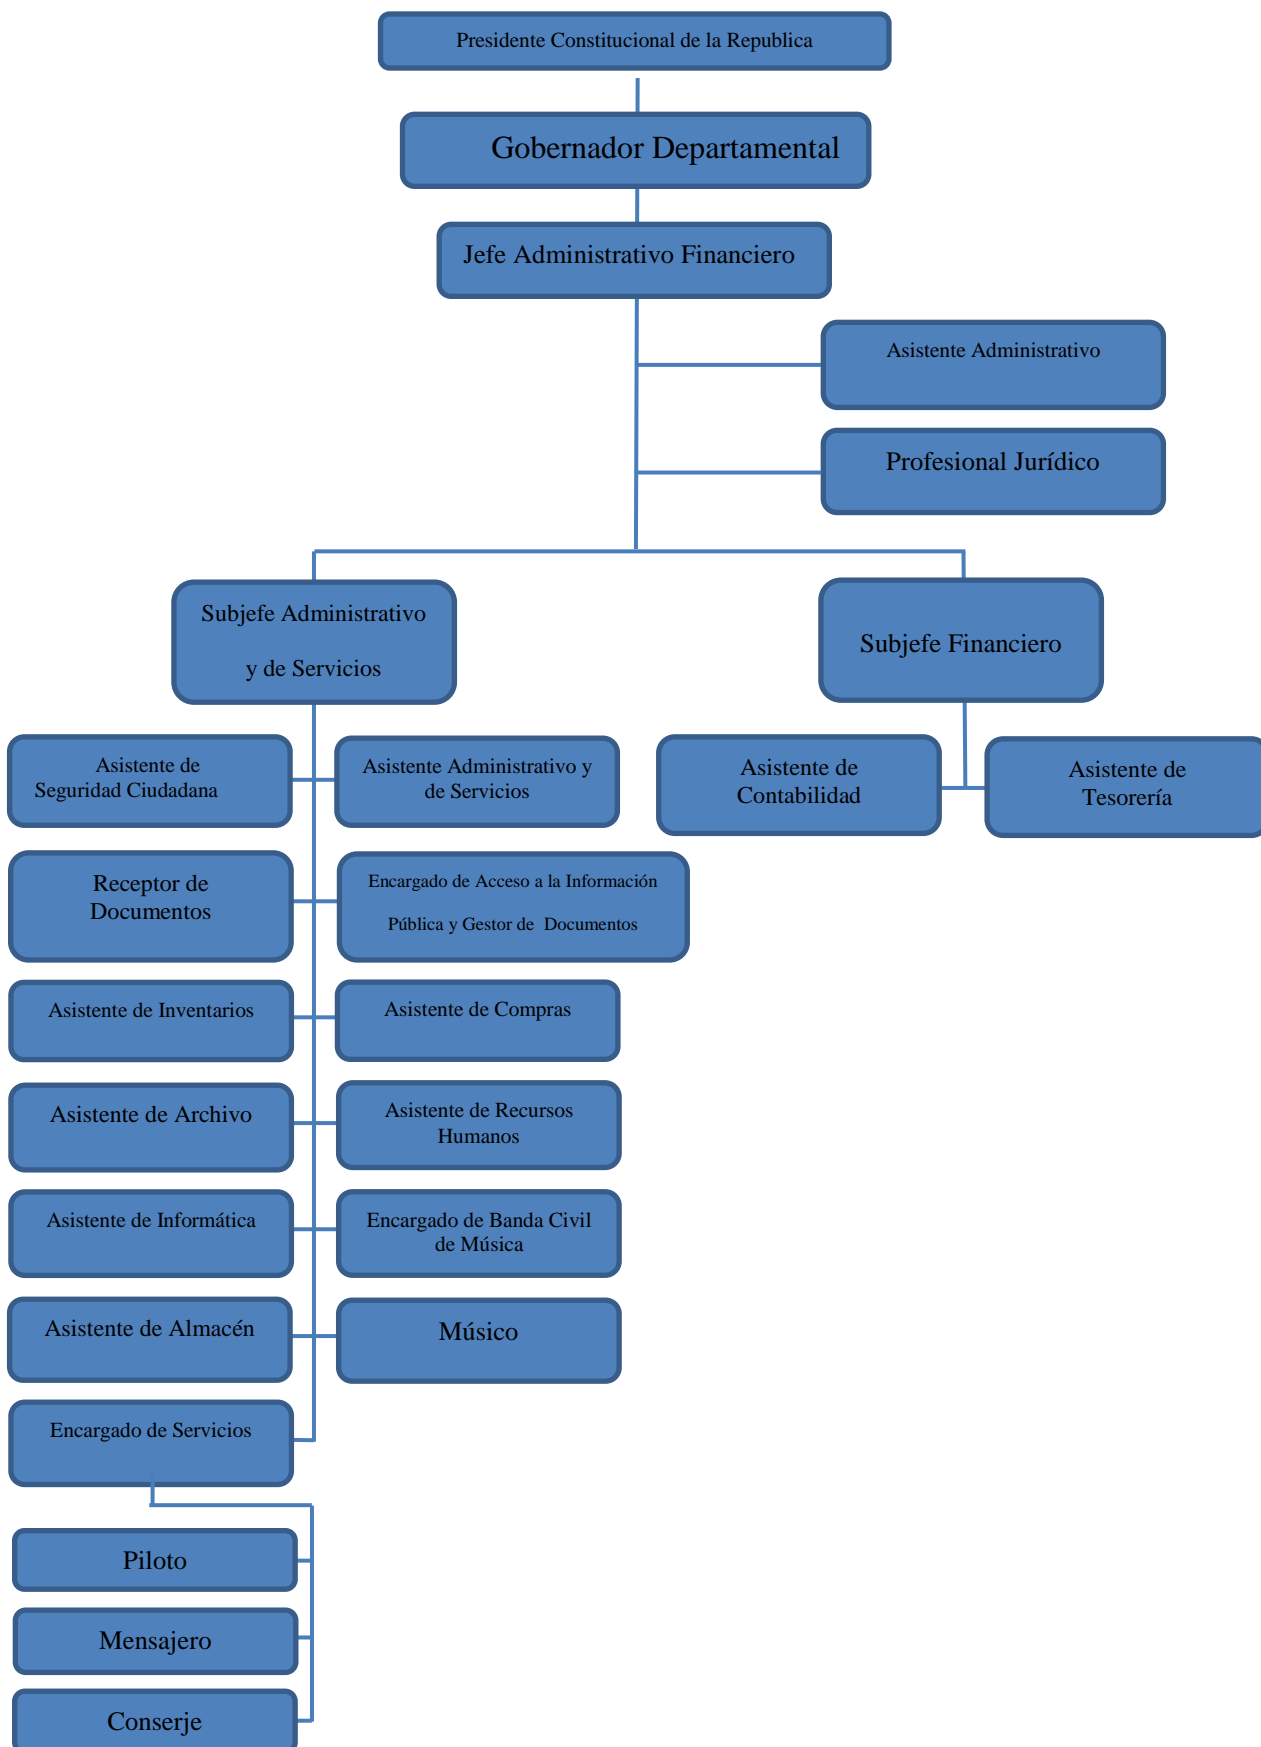 Presidente Constitucional de la Republica
Gobernador Departamental
Jefe Administrativo Financiero
Asistente Administrativo
Profesional Jurídico
Subjefe Administrativo
y de Servicios
Subjefe Financiero
Asistente de
Seguridad Ciudadana
Asistente Administrativo y
de Servicios
Asistente de
Contabilidad
Asistente de
Tesorería
Receptor de
Documentos
Encargado de Acceso a la Información
Pública y Gestor de  Documentos
Asistente de Inventarios
Asistente de Compras
Asistente de Archivo
Asistente de Recursos
Humanos
Asistente de Informática
Encargado de Banda Civil
de Música
Asistente de Almacén
Músico
Encargado de Servicios
Piloto
Mensajero
Conserje